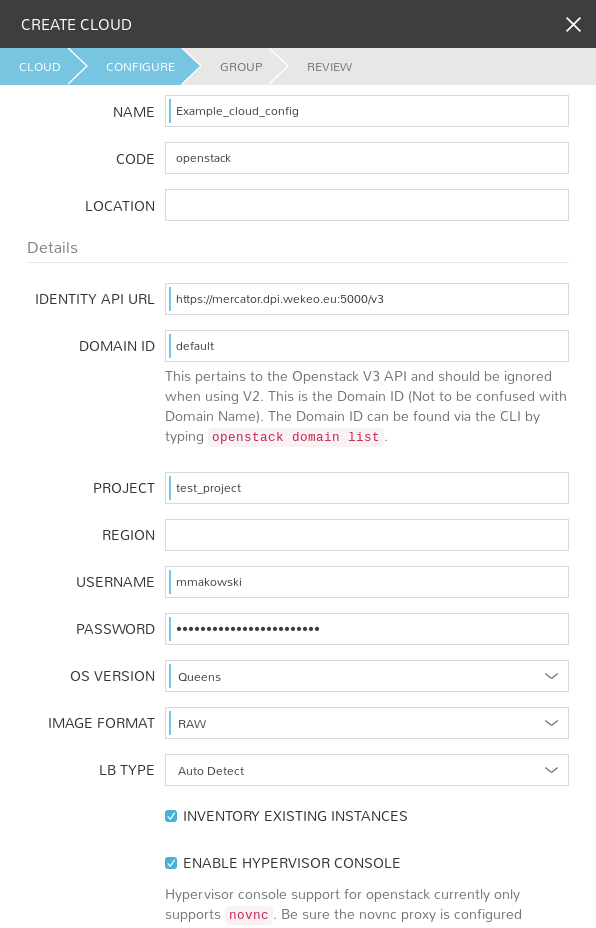 CREATE CLOUD
CLOUD CONFIGURE GROUP REVIEW
NAME Example_cloud_config
CODE openstack
LOCATION
Details
IDENTITY API URL https://mercator.dpi.wekeo.eu:5000/v3
DOMAIN ID default
This pertains to the Openstack V3 API and should be ignored
when using V2. This is the Domain ID (Not to be confused with
Domain Name). The Domain ID can be found via the CLI by
typing openstack domain list.
PROJECT test_project
REGION
USERNAME mmakowski
PASSWORD ••••••••••••••••••••••••
OS VERSION Queens
IMAGE FORMAT RAW
LB TYPE Auto Detect
INVENTORY EXISTING INSTANCES
ENABLE HYPERVISOR CONSOLE
Hypervisor console support for openstack currently only
supports novnc. Be sure the novnc proxy is configured